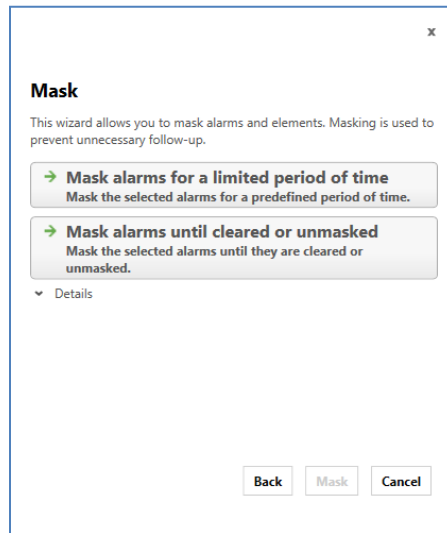 x
Mask
This wizard allows you to mask alarms and elements. Masking is used to
prevent unnecessary follow-up.
Mask alarms for a limited period of time
Mask the selected alarms for a predefined period of time.
Mask alarms until cleared or unmasked
Mask the selected alarms until they are cleared or
unmasked.
Details
Back Mask Cancel